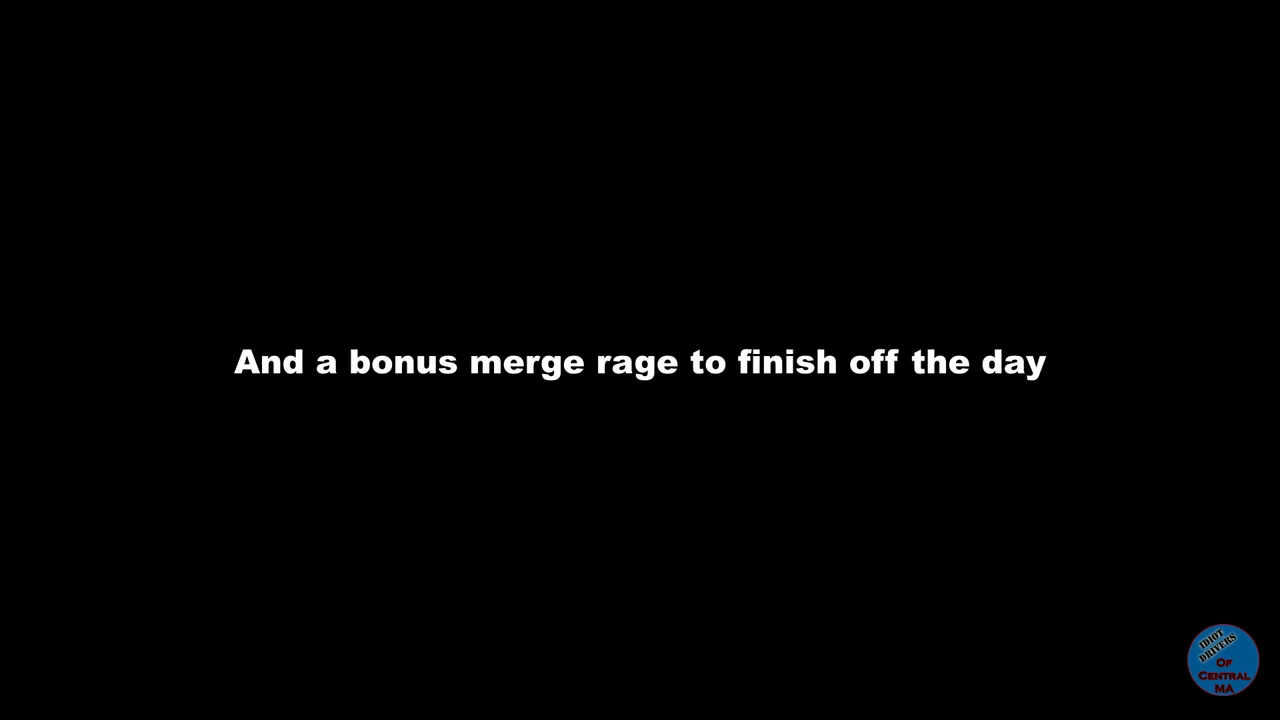 And a bonus merge rage to finish off the day
IDIOT
DRIVERS
Of
Central
MA